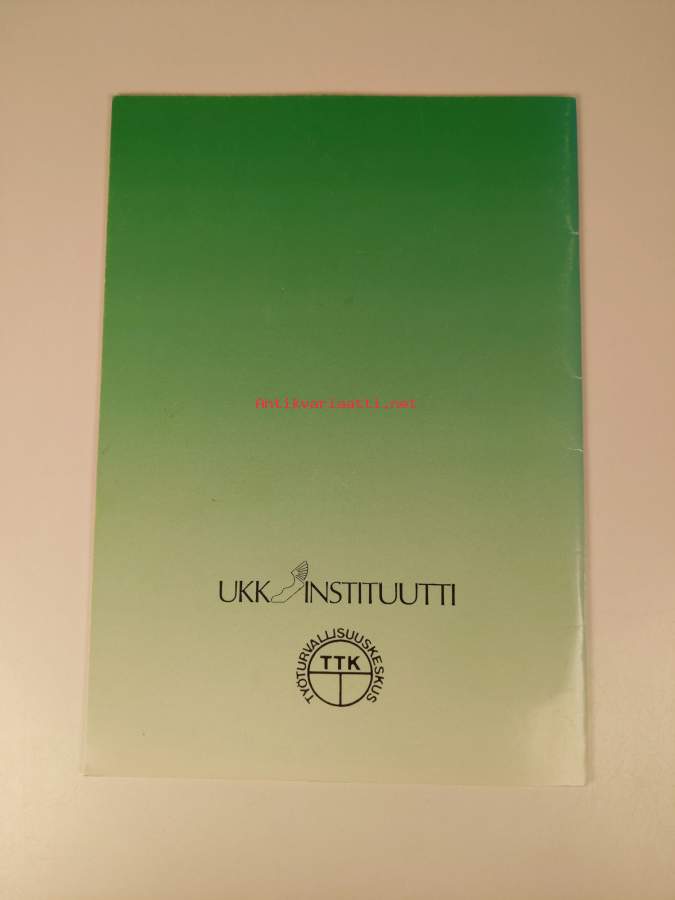 Antikvariaatti.net
UKK INSTITUUTTI
TYÖTURVALLISUUSKESKUS
TTK